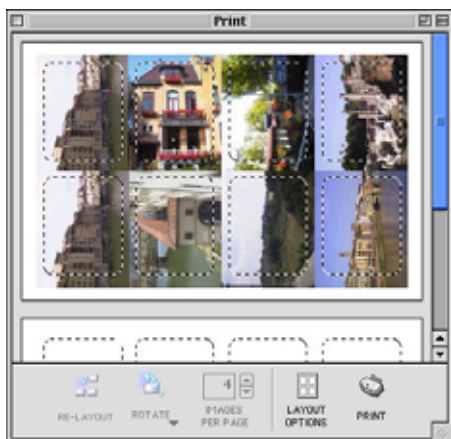 Print
RE-LAYOUT
ROTATE
4
IMAGES
PER PAGE
LAYOUT
OPTIONS
PRINT